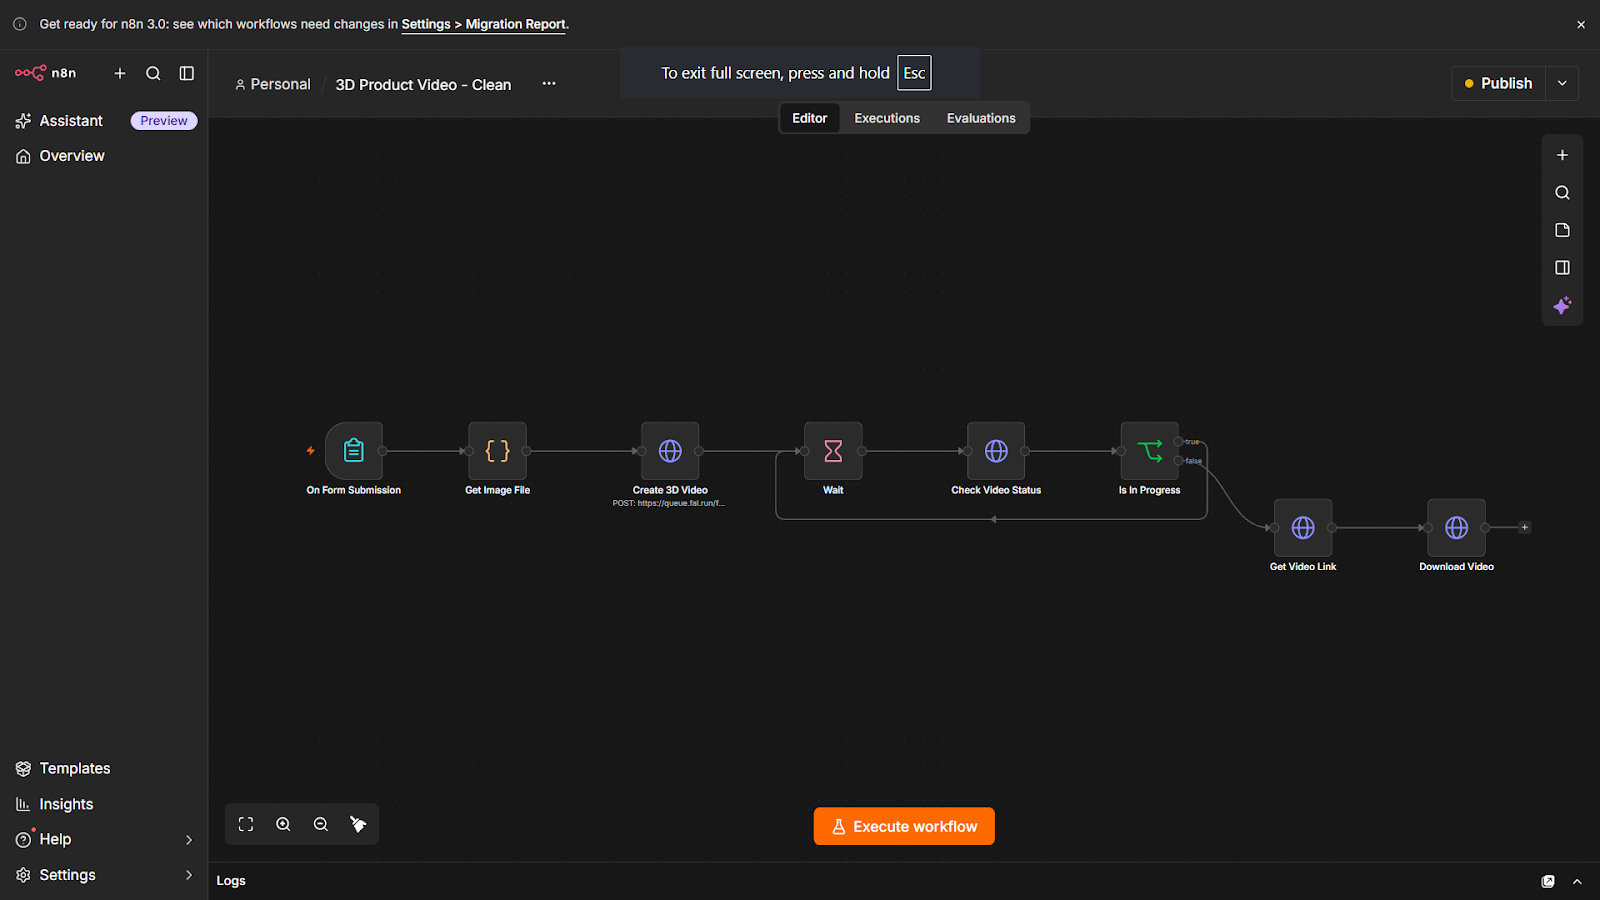 Get ready for n8n 3.0: see which workflows need changes in Settings > Migration Report.
n8n
Personal / 3D Product Video - Clean
To exit full screen, press and hold Esc
Publish
Editor Executions Evaluations
Assistant Preview
Overview
true
false
On Form Submission
Get Image File
Create 3D Video
POST: https://queue.fal.run/f...
Wait
Check Video Status
Is In Progress
Get Video Link
Download Video
Templates
Insights
Help
Settings
Execute workflow
Logs